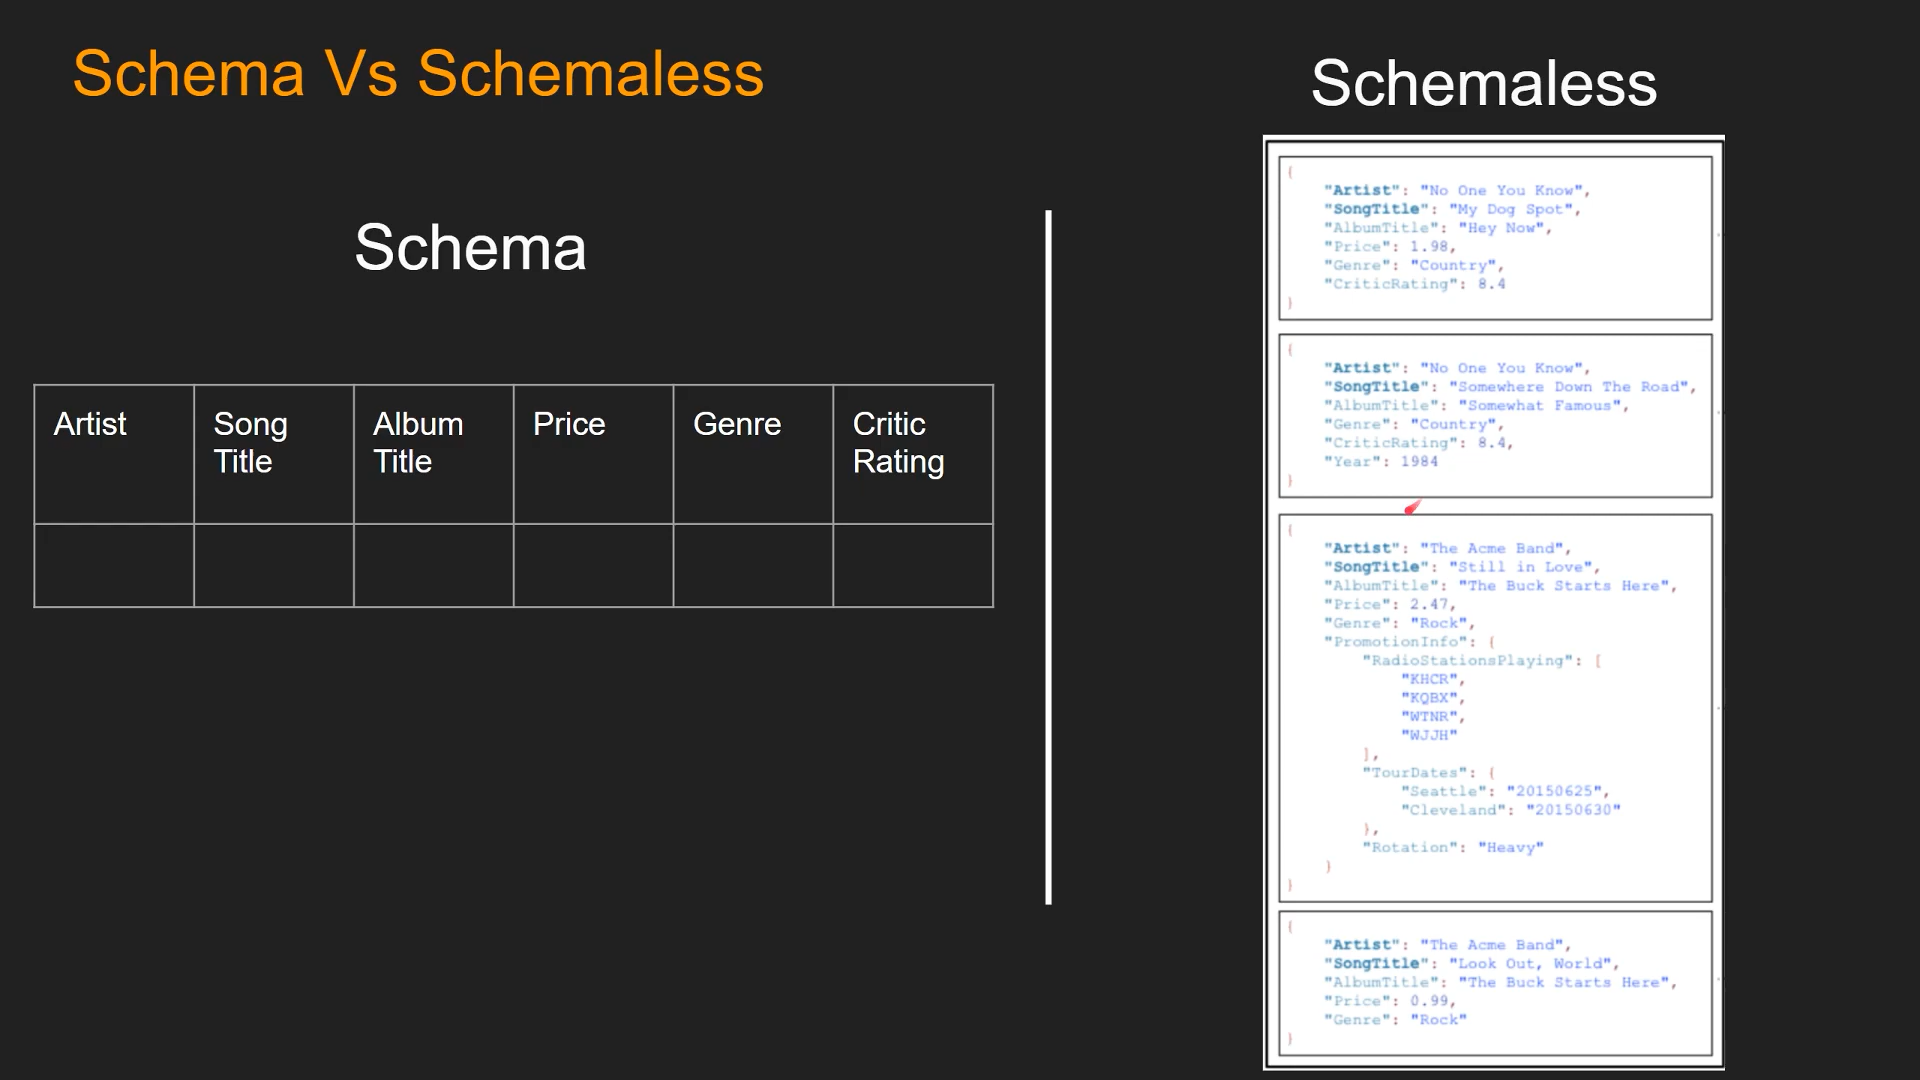 Schema Vs Schemaless
Schema
Artist
Song
Title
Album
Title
Price
Genre
Critic
Rating
Schemaless
{
"Artist": "No One You Know",
"SongTitle": "My Dog Spot",
"AlbumTitle": "Hey Now",
"Price": 1.98,
"Genre": "Country",
"CriticRating": 8.4
}
{
"Artist": "No One You Know",
"SongTitle": "Somewhere Down The Road",
"AlbumTitle": "Somewhat Famous",
"Genre": "Country",
"CriticRating": 8.4,
"Year": 1984
}
{
"Artist": "The Acme Band",
"SongTitle": "Still in Love",
"AlbumTitle": "The Buck Starts Here",
"Price": 2.47,
"Genre": "Rock",
"PromotionInfo": {
"RadioStationsPlaying": [
"KHCR",
"KQBX",
"WTNR",
"WJJH"
],
"TourDates": {
"Seattle": "20150625",
"Cleveland": "20150630"
},
"Rotation": "Heavy"
}
}
{
"Artist": "The Acme Band",
"SongTitle": "Look Out, World",
"AlbumTitle": "The Buck Starts Here",
"Price": 0.99,
"Genre": "Rock"
}